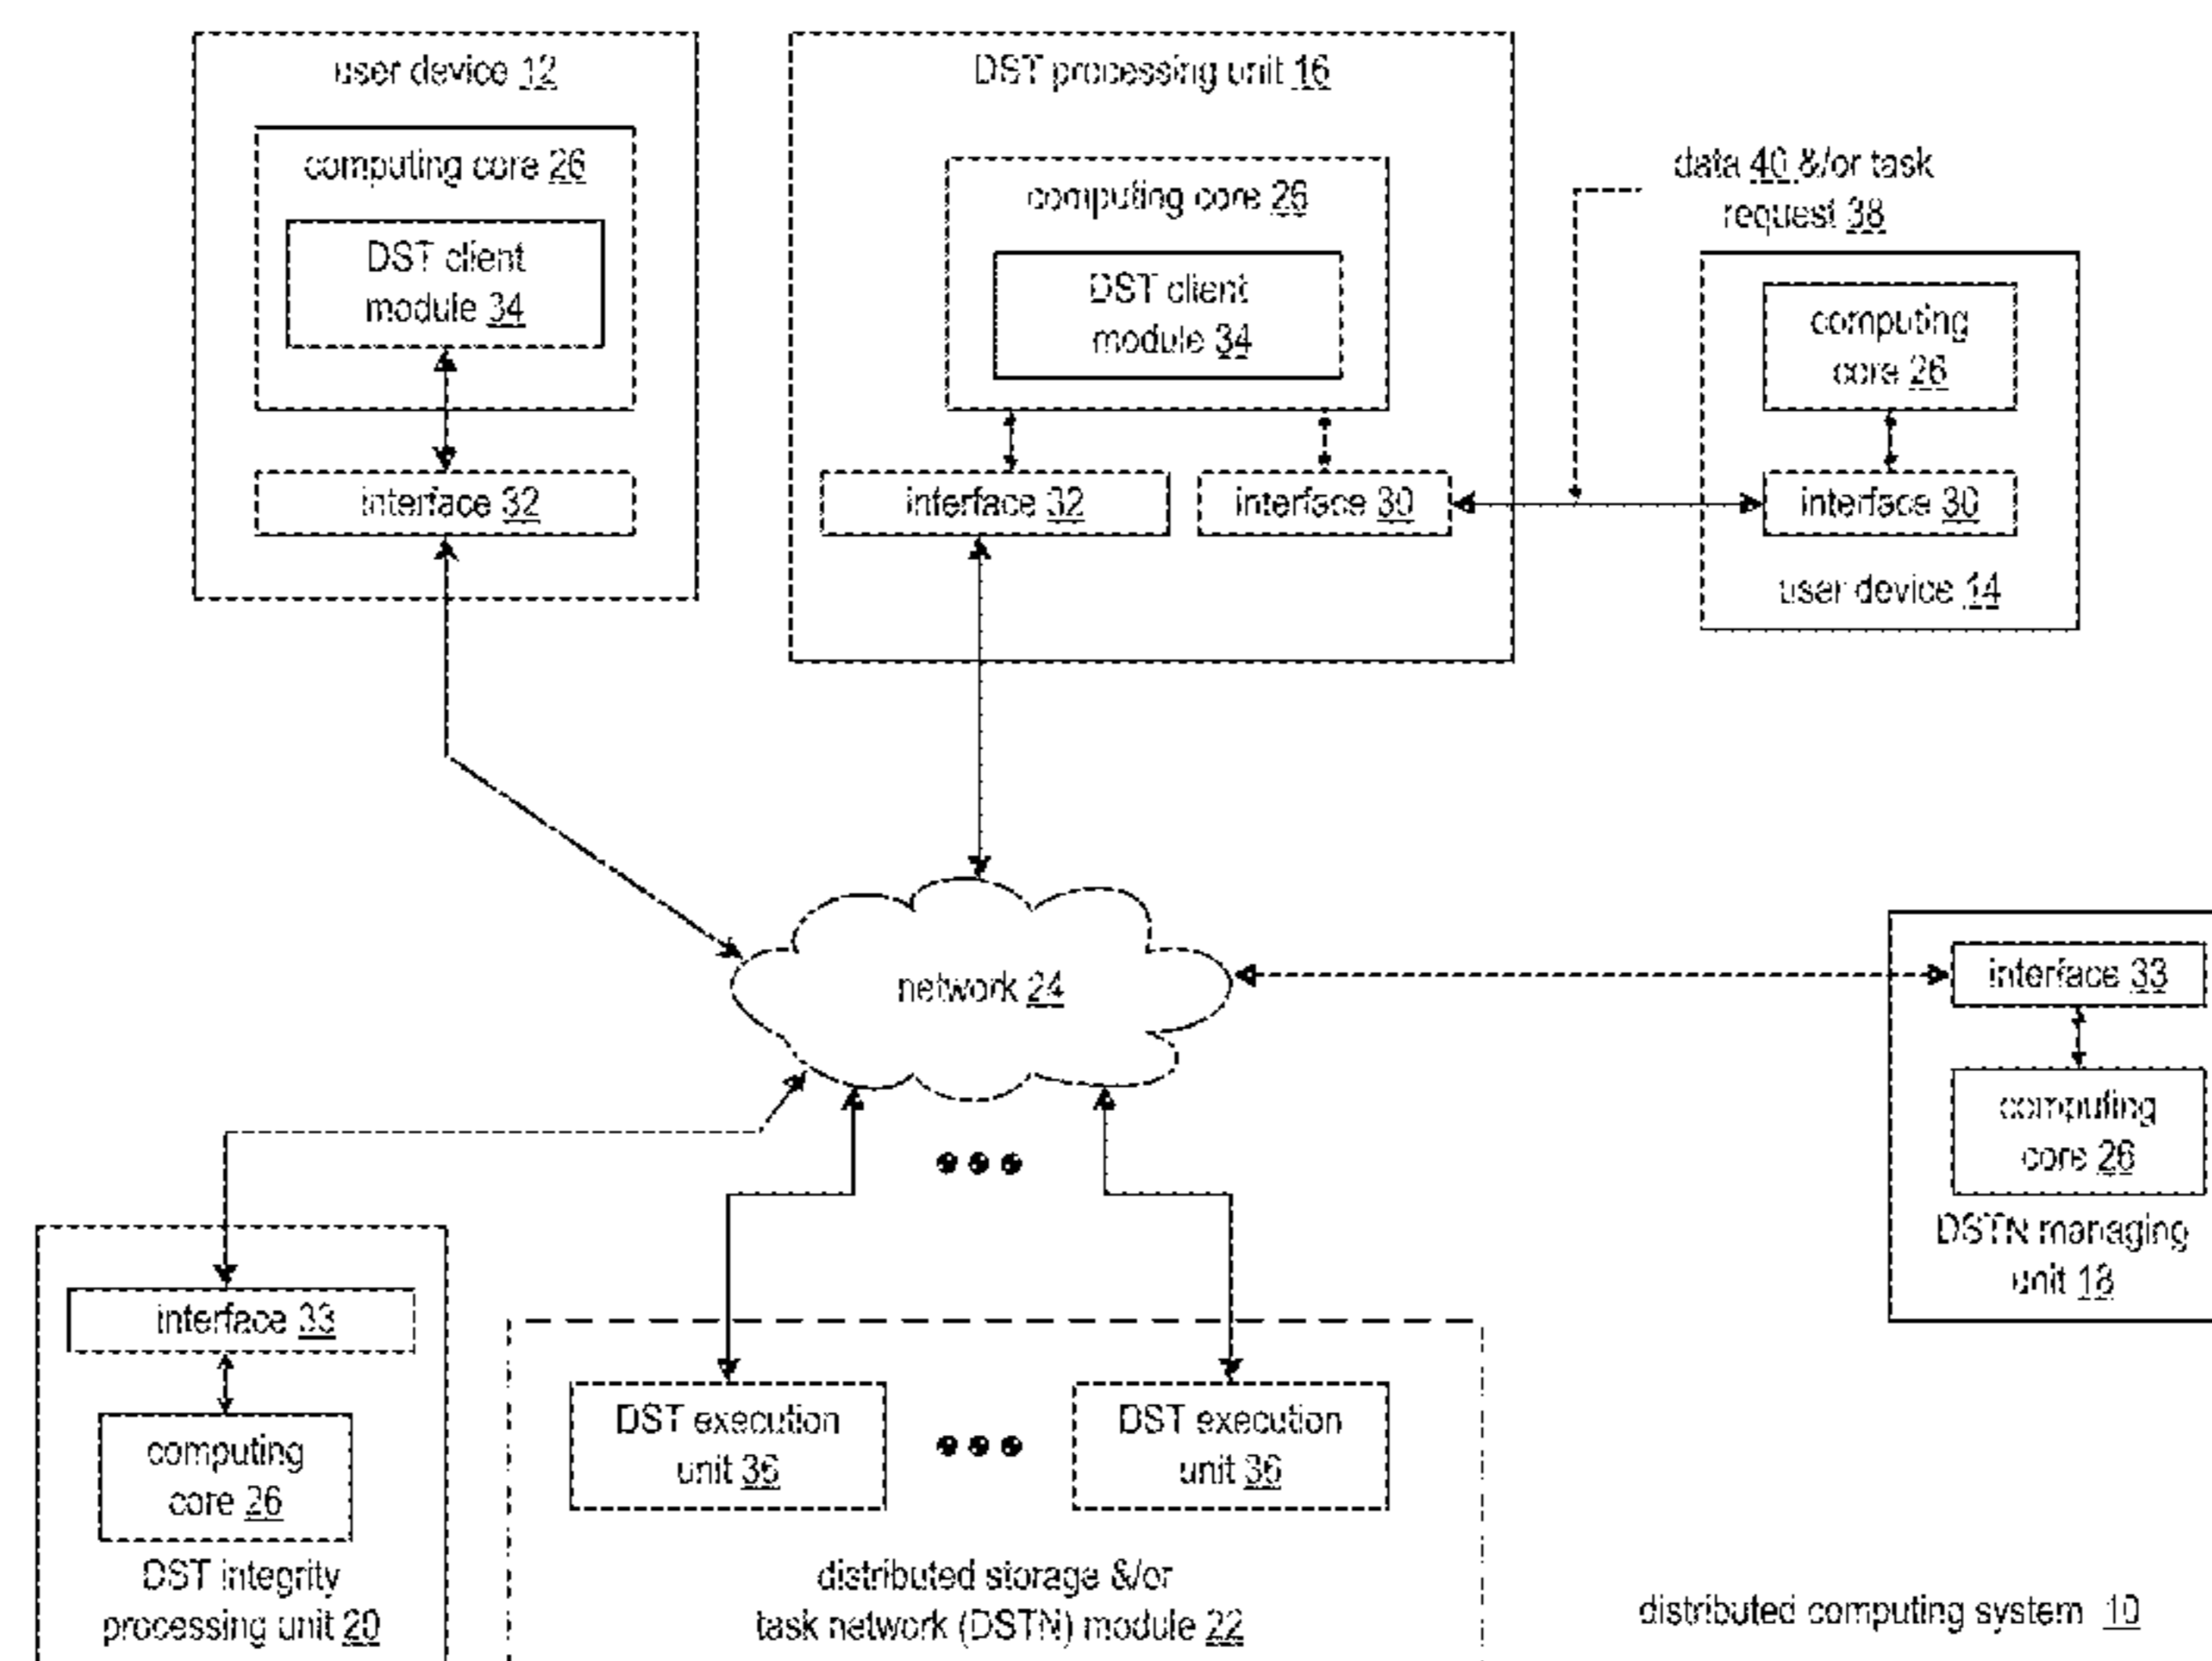 user device 12
computing core 26
DST client
module 34
interface 32
DST processing unit 16
computing core 26
DST client
module 34
interface 32
interface 30
data 40 &/or task
request 38
computing
core 26
interface 30
user device 14
network 24
interface 33
computing
core 26
DSTN managing
unit 18
interface 33
computing
core 26
DST integrity
processing unit 20
DST execution
unit 36
DST execution
unit 36
distributed storage &/or
task network (DSTN) module 22
distributed computing system 10